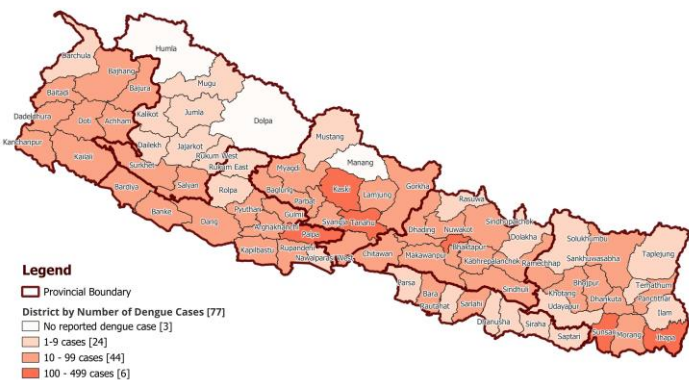 Humla
Darchula
Bajhang
Mugu
Baitadi
Bajura
Dadeldhura
Doti
Achham
Kalikot
Jumla
Dolpa
Mustang
Kanchanpur
Kailali
Dailekh
Jajarkot
Rukum West
Rukum East
Manang
Surkhet
Salyan
Rolpa
Myagdi
Kaski
Lamjung
Gorkha
Bardiya
Baglung
Parbat
Rasuwa
Banke
Dang
Pyuthan
Gulmi
Syangja
Tanahu
Nuwakot
Sindhupalchok
Arghakhanchi
Palpa
Dhading
Dolakha
Solukhumbu
Taplejung
Kapilbastu
Rupandehi
Nawalparasi West
Chitawan
Makawanpur
Bhaktapur
Kabhrepalanchok
Ramechhap
Sankhuwasabha
Sindhuli
Khotang
Bhojpur
Terhathum
Panchthar
Parsa
Bara
Rautahat
Sarlahi
Dhanusha
Siraha
Udayapur
Dhankuta
Ilam
Saptari
Sunsari
Morang
Jhapa
Legend
Provincial Boundary
District by Number of Dengue Cases [77]
No reported dengue case [3]
1-9 cases [24]
10 - 99 cases [44]
100 - 499 cases [6]